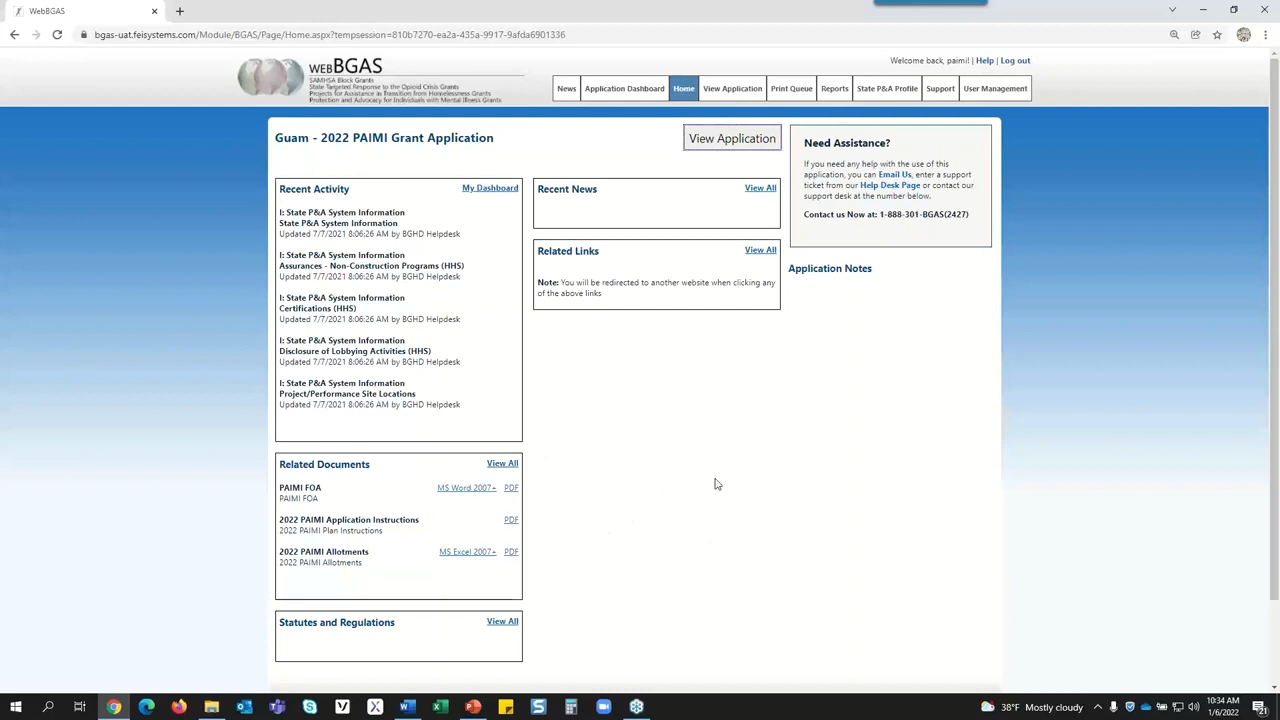 WebBGAS
bgas-uat.feisystems.com/Module/BGAS/Page/Home.aspx?tempsession=810b7270-ea2a-435a-9917-9afda6901336
Welcome back, paimi! | Help | Log out
WEBBGAS
SAMHSA Block Grants
State Targeted Response to the Opioid Crisis Grants
Projects for Assistance in Transition from Homelessness Grants
Protection and Advocacy for Individuals with Mental Illness Grants
News Application Dashboard Home View Application Print Queue Reports State P&A Profile Support User Management
Guam - 2022 PAIMI Grant Application
View Application
Recent Activity My Dashboard
I: State P&A System Information
State P&A System Information
Updated 7/7/2021 8:06:26 AM by BGHD Helpdesk
I: State P&A System Information
Assurances - Non-Construction Programs (HHS)
Updated 7/7/2021 8:06:26 AM by BGHD Helpdesk
I: State P&A System Information
Certifications (HHS)
Updated 7/7/2021 8:06:26 AM by BGHD Helpdesk
I: State P&A System Information
Disclosure of Lobbying Activities (HHS)
Updated 7/7/2021 8:06:26 AM by BGHD Helpdesk
I: State P&A System Information
Project/Performance Site Locations
Updated 7/7/2021 8:06:26 AM by BGHD Helpdesk
Related Documents View All
PAIMI FOA MS Word 2007+ PDF
PAIMI FOA
2022 PAIMI Application Instructions PDF
2022 PAIMI Plan Instructions
2022 PAIMI Allotments MS Excel 2007+ PDF
2022 PAIMI Allotments
Statutes and Regulations View All
Recent News View All
Related Links View All
Note: You will be redirected to another website when clicking any
of the above links
Need Assistance?
If you need any help with the use of this
application, you can Email Us, enter a support
ticket from our Help Desk Page or contact our
support desk at the number below.
Contact us Now at: 1-888-301-BGAS(2427)
Application Notes
38°F Mostly cloudy
10:34 AM
1/6/2022